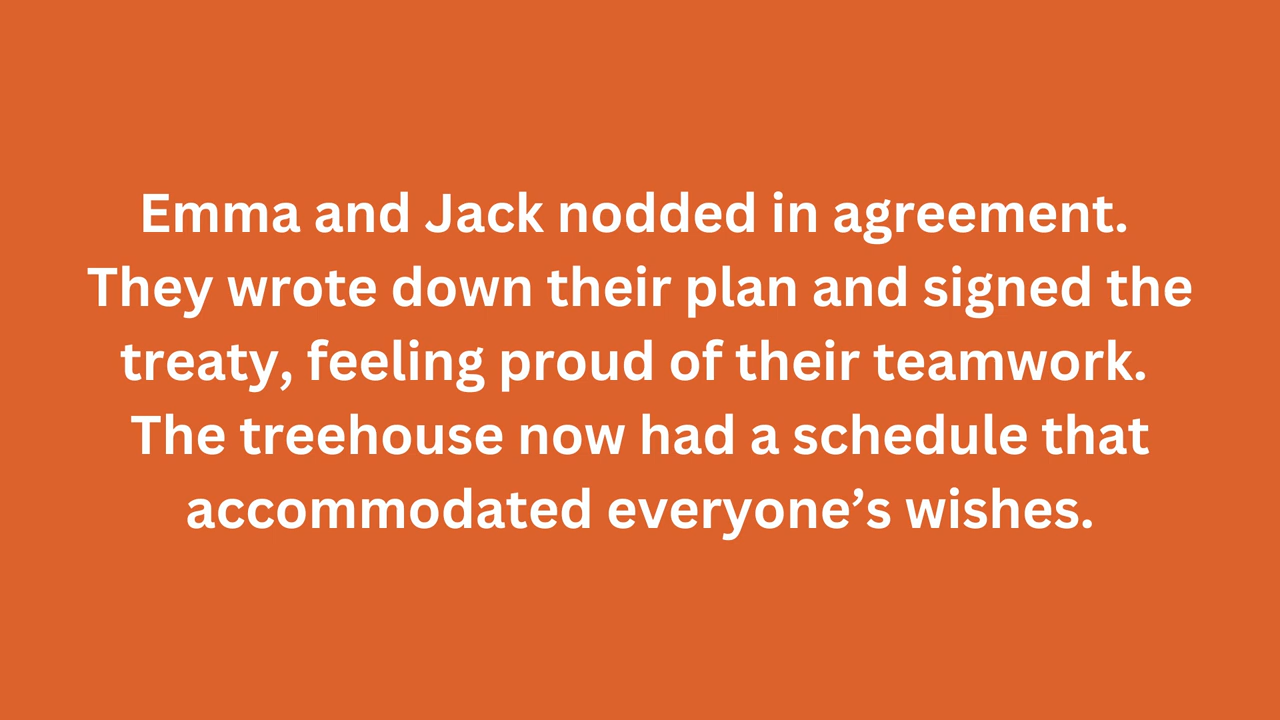 Emma and Jack nodded in agreement.
They wrote down their plan and signed the
treaty, feeling proud of their teamwork.
The treehouse now had a schedule that
accommodated everyone’s wishes.